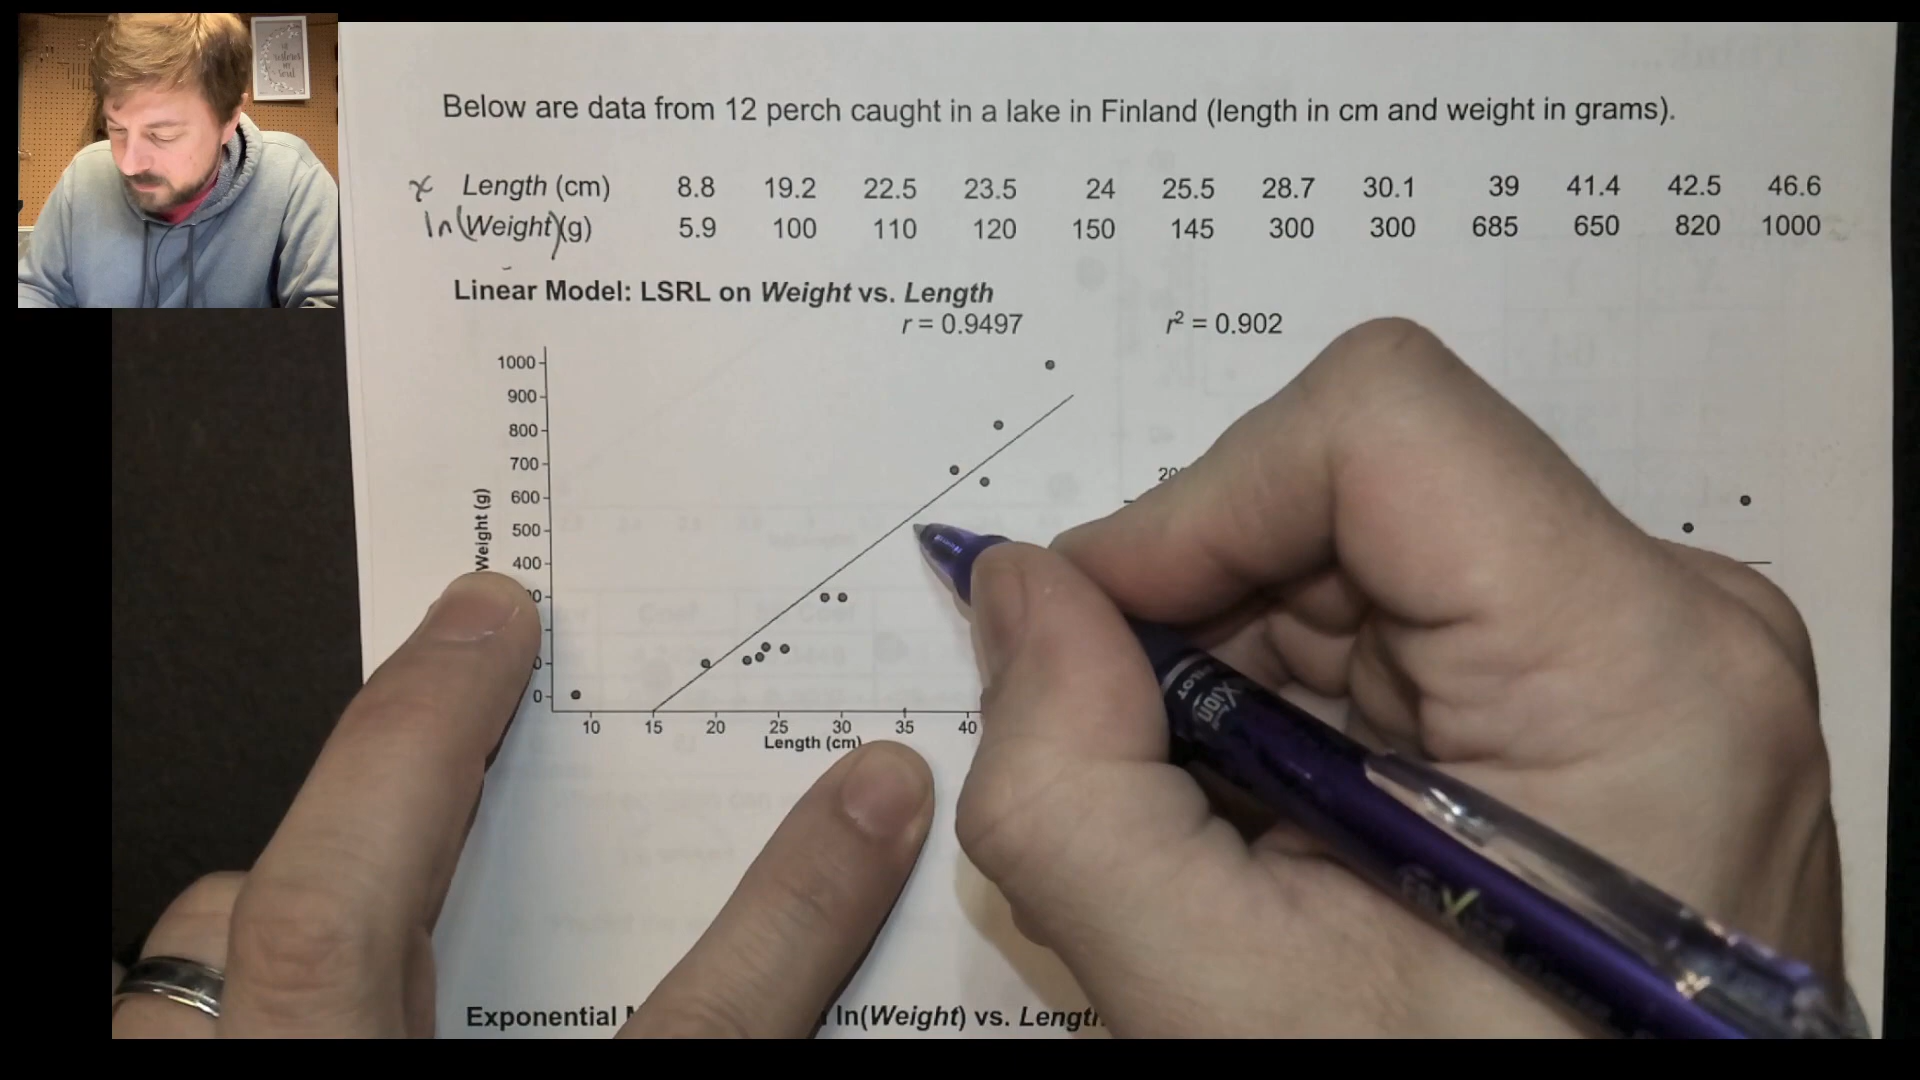 Below are data from 12 perch caught in a lake in Finland (length in cm and weight in grams).
x Length (cm) 8.8 19.2 22.5 23.5 24 25.5 28.7 30.1 39 41.4 42.5 46.6
ln(Weight)(g) 5.9 100 110 120 150 145 300 300 685 650 820 1000
Linear Model: LSRL on Weight vs. Length
r = 0.9497 r² = 0.902
1000
900
800
700
600
500
400
0
Weight (g)
10 15 20 25 30 35 40
Length (cm)
Exponential ln(Weight) vs. Length
PILOT